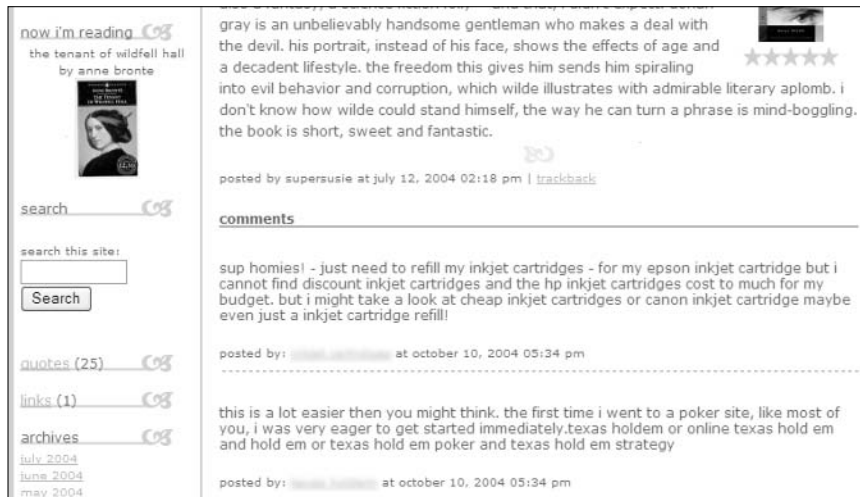 now i'm reading
the tenant of wildfell hall
by anne bronte
search
search this site:
Search
quotes (25)
links (1)
archives
july 2004
june 2004
may 2004
gray is an unbelievably handsome gentleman who makes a deal with
the devil. his portrait, instead of his face, shows the effects of age and
a decadent lifestyle. the freedom this gives him sends him spiraling
into evil behavior and corruption, which wilde illustrates with admirable literary aplomb. i
don't know how wilde could stand himself, the way he can turn a phrase is mind-boggling.
the book is short, sweet and fantastic.
posted by supersusie at july 12, 2004 02:18 pm | trackback
comments
sup homies! - just need to refill my inkjet cartridges - for my epson inkjet cartridge but i
cannot find discount inkjet cartridges and the hp inkjet cartridges cost to much for my
budget. but i might take a look at cheap inkjet cartridges or canon inkjet cartridge maybe
even just a inkjet cartridge refill!
posted by: at october 10, 2004 05:34 pm
this is a lot easier then you might think. the first time i went to a poker site, like most of
you, i was very eager to get started immediately.texas holdem or online texas hold em
and hold em or texas hold em poker and texas hold em strategy
posted by: at october 10, 2004 05:34 pm